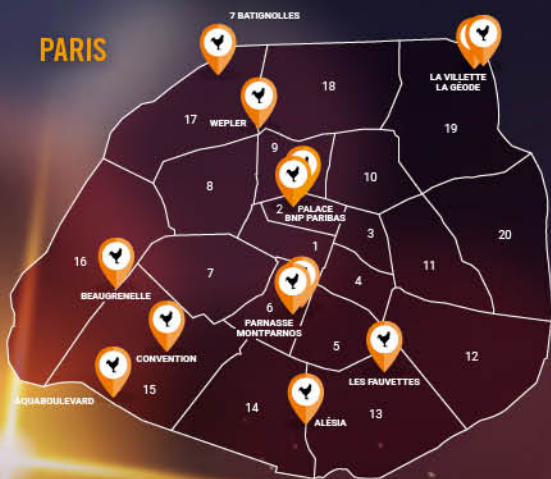 7 BATIGNOLLES
PARIS
LA VILLETTE
LA GÉODE
18
17
WEPLER
19
9
10
8
2
PALACE
BNP PARIBAS
3
20
1
16
7
11
4
BEAUGRENELLE
6
PARNASSE
MONTPARNOS
5
CONVENTION
12
LES FAUVETTES
15
AQUABOULEVARD
14
13
ALÉSIA